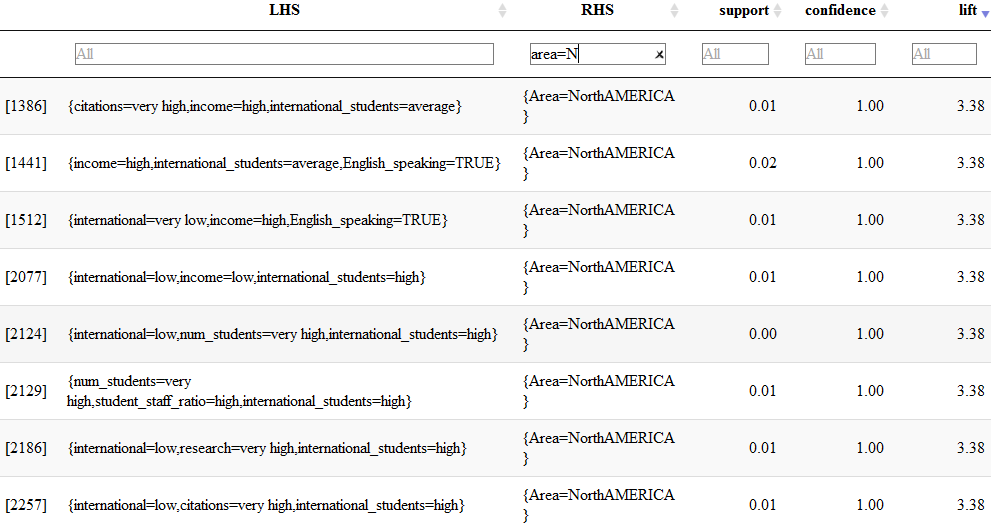 LHS RHS support confidence lift
All area=N × All All All
[1386] {citations=very high,income=high,international_students=average} {Area=NorthAMERICA 0.01 1.00 3.38
}
[1441] {income=high,international_students=average,English_speaking=TRUE} {Area=NorthAMERICA 0.02 1.00 3.38
}
[1512] {international=very low,income=high,English_speaking=TRUE} {Area=NorthAMERICA 0.01 1.00 3.38
}
[2077] {international=low,income=low,international_students=high} {Area=NorthAMERICA 0.01 1.00 3.38
}
[2124] {international=low,num_students=very high,international_students=high} {Area=NorthAMERICA 0.00 1.00 3.38
}
[2129] {num_students=very {Area=NorthAMERICA 0.01 1.00 3.38
high,student_staff_ratio=high,international_students=high} }
[2186] {international=low,research=very high,international_students=high} {Area=NorthAMERICA 0.01 1.00 3.38
}
[2257] {international=low,citations=very high,international_students=high} {Area=NorthAMERICA 0.01 1.00 3.38
}